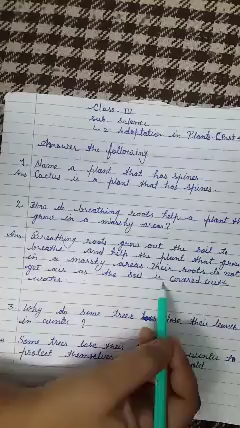 Class- IV
Sub- Science
L-2 Adaptation in Plants
Answer the following
1. Name a plant that has spines
Ans Cactus is a plant that has spines.
2. How do breathing roots help a plant
grow in a marshy area?
Ans Breathing roots grow out the soil to
breathe and help the plant that grow
in a marshy areas their roots do not
get air as the soil is covered with
water.
3. Why do some trees lose their leaves
in winter?
Some trees lose their winter to
protect themselves cold.